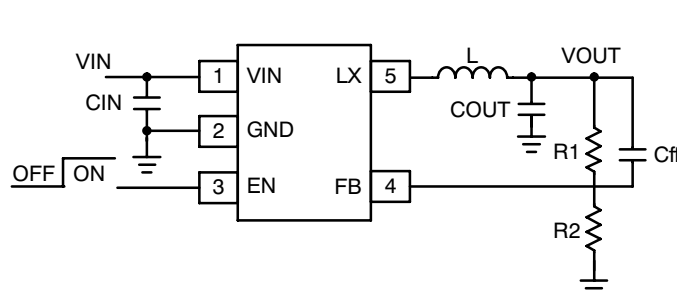 VIN
CIN
OFF
ON
1
2
3
VIN
GND
EN
LX
FB
5
4
L
VOUT
COUT
R1
Cff
R2